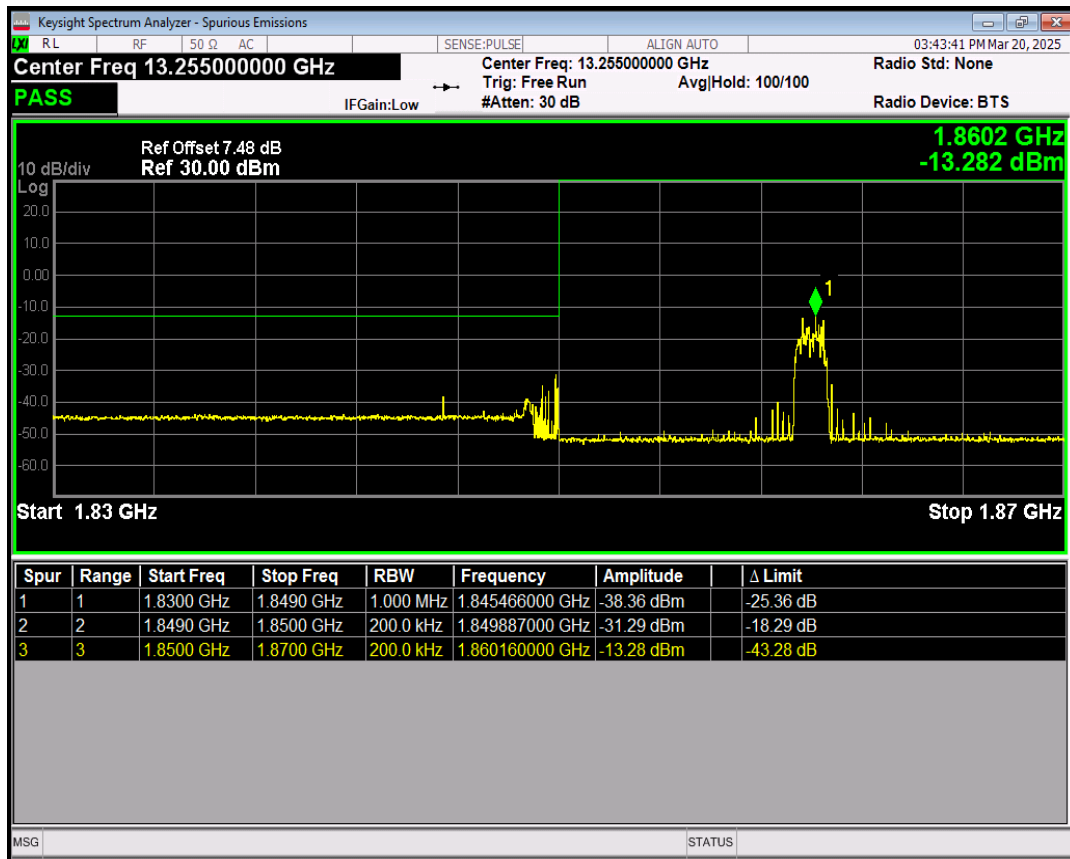 Keysight Spectrum Analyzer - Spurious Emissions
LXI RL RF 50 Ω AC SENSE:PULSE ALIGN AUTO 03:43:41 PM Mar 20, 2025
Center Freq 13.255000000 GHz Center Freq: 13.255000000 GHz Radio Std: None
Trig: Free Run Avg|Hold: 100/100
PASS IFGain:Low #Atten: 30 dB Radio Device: BTS
1.8602 GHz
Ref Offset 7.48 dB
10 dB/div Ref 30.00 dBm -13.282 dBm
Log
20.0
10.0
0.00
1
-10.0
-20.0
-30.0
-40.0
-50.0
-60.0
Start 1.83 GHz Stop 1.87 GHz
Spur Range Start Freq Stop Freq RBW Frequency Amplitude Δ Limit
1 1 1.8300 GHz 1.8490 GHz 1.000 MHz 1.845466000 GHz -38.36 dBm -25.36 dB
2 2 1.8490 GHz 1.8500 GHz 200.0 kHz 1.849887000 GHz -31.29 dBm -18.29 dB
3 3 1.8500 GHz 1.8700 GHz 200.0 kHz 1.860160000 GHz -13.28 dBm -43.28 dB
MSG STATUS